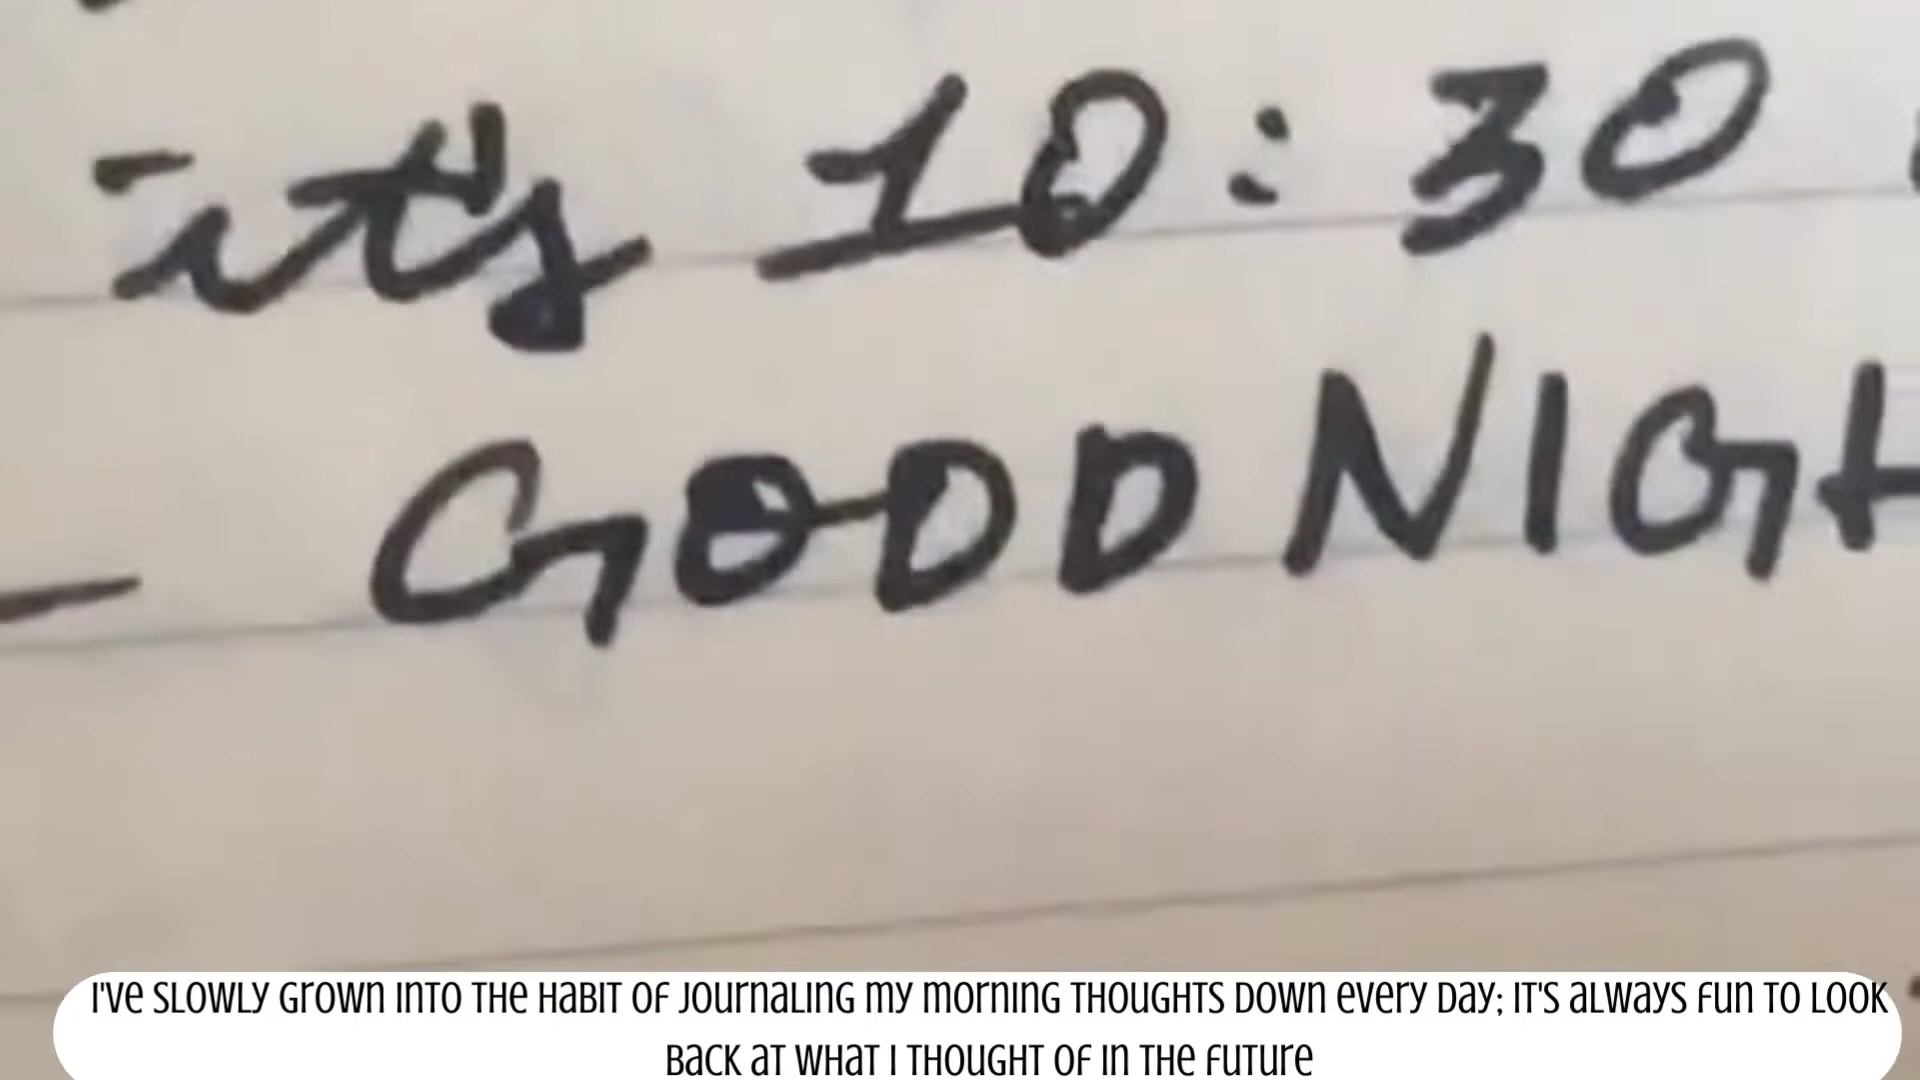 it's 10:30
- GOOD NIGH
I've slowly grown into the habit of journaling my morning thoughts down every day; it's always fun to look
back at what I thought of in the future